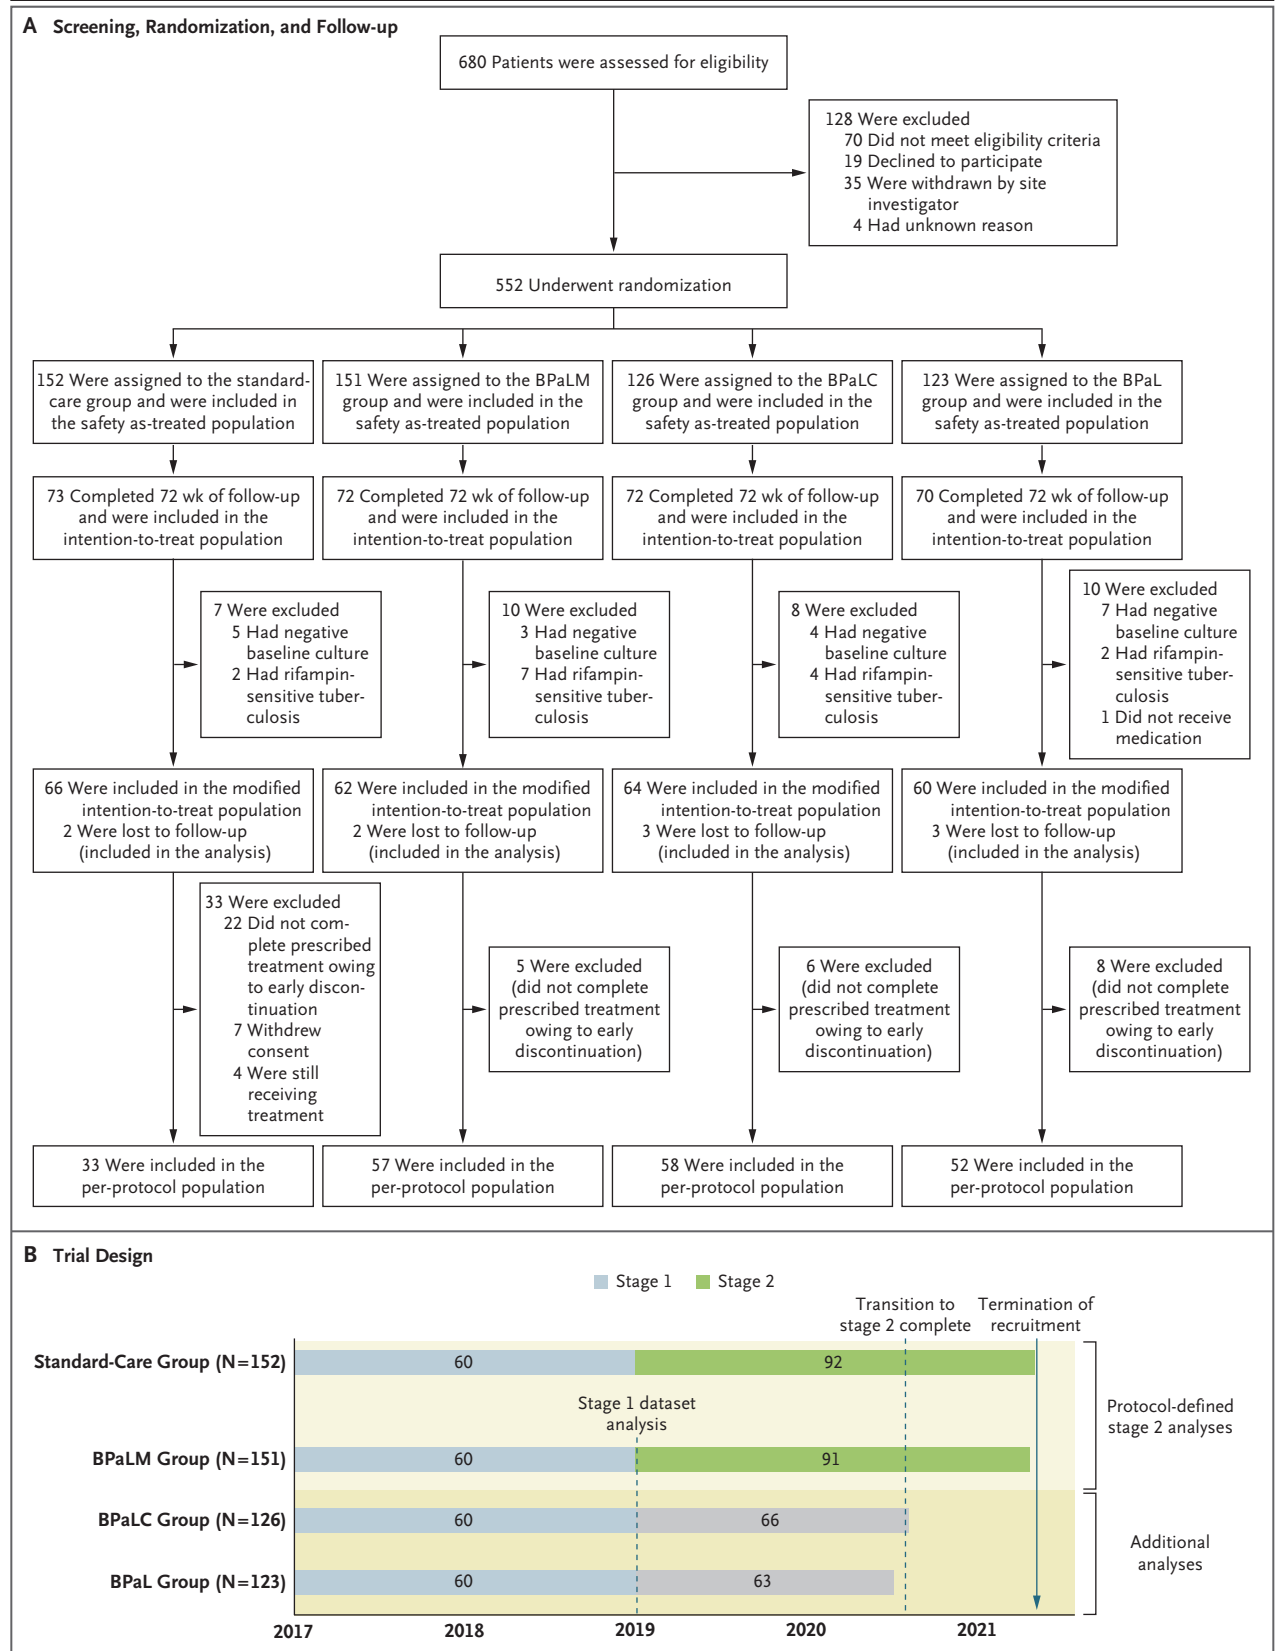 A Screening, Randomization, and Follow-up
680 Patients were assessed for eligibility
128 Were excluded
70 Did not meet eligibility criteria
19 Declined to participate
35 Were withdrawn by site
investigator
4 Had unknown reason
552 Underwent randomization
152 Were assigned to the standard-
care group and were included in
the safety as-treated population
151 Were assigned to the BPaLM
group and were included in the
safety as-treated population
126 Were assigned to the BPaLC
group and were included in the
safety as-treated population
123 Were assigned to the BPaL
group and were included in the
safety as-treated population
73 Completed 72 wk of follow-up
and were included in the
intention-to-treat population
72 Completed 72 wk of follow-up
and were included in the
intention-to-treat population
72 Completed 72 wk of follow-up
and were included in the
intention-to-treat population
70 Completed 72 wk of follow-up
and were included in the
intention-to-treat population
7 Were excluded
5 Had negative
baseline culture
2 Had rifampin-
sensitive tuber-
culosis
10 Were excluded
3 Had negative
baseline culture
7 Had rifampin-
sensitive tuber-
culosis
8 Were excluded
4 Had negative
baseline culture
4 Had rifampin-
sensitive tuber-
culosis
10 Were excluded
7 Had negative
baseline culture
2 Had rifampin-
sensitive tuber-
culosis
1 Did not receive
medication
66 Were included in the modified
intention-to-treat population
2 Were lost to follow-up
(included in the analysis)
62 Were included in the modified
intention-to-treat population
2 Were lost to follow-up
(included in the analysis)
64 Were included in the modified
intention-to-treat population
3 Were lost to follow-up
(included in the analysis)
60 Were included in the modified
intention-to-treat population
3 Were lost to follow-up
(included in the analysis)
33 Were excluded
22 Did not com-
plete prescribed
treatment owing
to early discon-
tinuation
7 Withdrew
consent
4 Were still
receiving
treatment
5 Were excluded
(did not complete
prescribed treatment
owing to early
discontinuation)
6 Were excluded
(did not complete
prescribed treatment
owing to early
discontinuation)
8 Were excluded
(did not complete
prescribed treatment
owing to early
discontinuation)
33 Were included in the
per-protocol population
57 Were included in the
per-protocol population
58 Were included in the
per-protocol population
52 Were included in the
per-protocol population
B Trial Design
Stage 1 Stage 2
Transition to
stage 2 complete
Termination of
recruitment
Standard-Care Group (N=152) 60 92
Stage 1 dataset
analysis
Protocol-defined
stage 2 analyses
BPaLM Group (N=151) 60 91
BPaLC Group (N=126) 60 66
Additional
analyses
BPaL Group (N=123) 60 63
2017 2018 2019 2020 2021